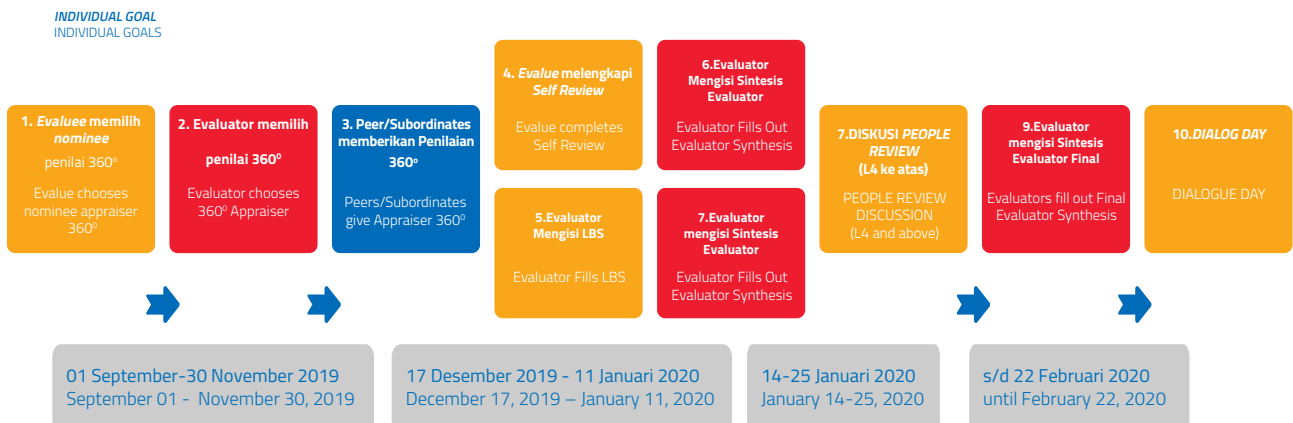 INDIVIDUAL GOAL
INDIVIDUAL GOALS
1. Evaluee memilih
nominee
penilai 360⁰
Evalue chooses
nominee appraiser
360⁰
2. Evaluator memilih
penilai 360⁰
Evaluator chooses
360⁰ Appraiser
3. Peer/Subordinates
memberikan Penilaian
360⁰
Peers/Subordinates
give Appraiser 360⁰
4. Evalue melengkapi
Self Review
Evalue completes
Self Review
5.Evaluator
Mengisi LBS
Evaluator Fills LBS
6.Evaluator
Mengisi Sintesis
Evaluator
Evaluator Fills Out
Evaluator Synthesis
7.Evaluator
mengisi Sintesis
Evaluator
Evaluator Fills Out
Evaluator Synthesis
7.DISKUSI PEOPLE
REVIEW
(L4 ke atas)
PEOPLE REVIEW
DISCUSSION
(L4 and above)
9.Evaluator
mengisi Sintesis
Evaluator Final
Evaluators fill out Final
Evaluator Synthesis
10.DIALOG DAY
DIALOGUE DAY
01 September-30 November 2019
September 01 - November 30, 2019
17 Desember 2019 - 11 Januari 2020
December 17, 2019 – January 11, 2020
14-25 Januari 2020
January 14-25, 2020
s/d 22 Februari 2020
until February 22, 2020